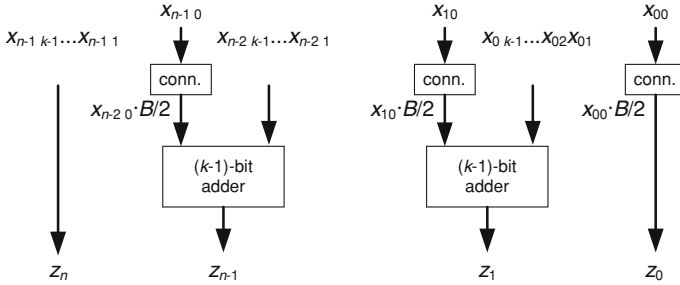 xn-1 0
x10
x00
xn-1 k-1...xn-1 1
xn-2 k-1...xn-2 1
x0 k-1...x02x01
conn.
conn.
conn.
xn-2 0·B/2
x10·B/2
x00·B/2
(k-1)-bit
adder
(k-1)-bit
adder
zn
zn-1
z1
z0